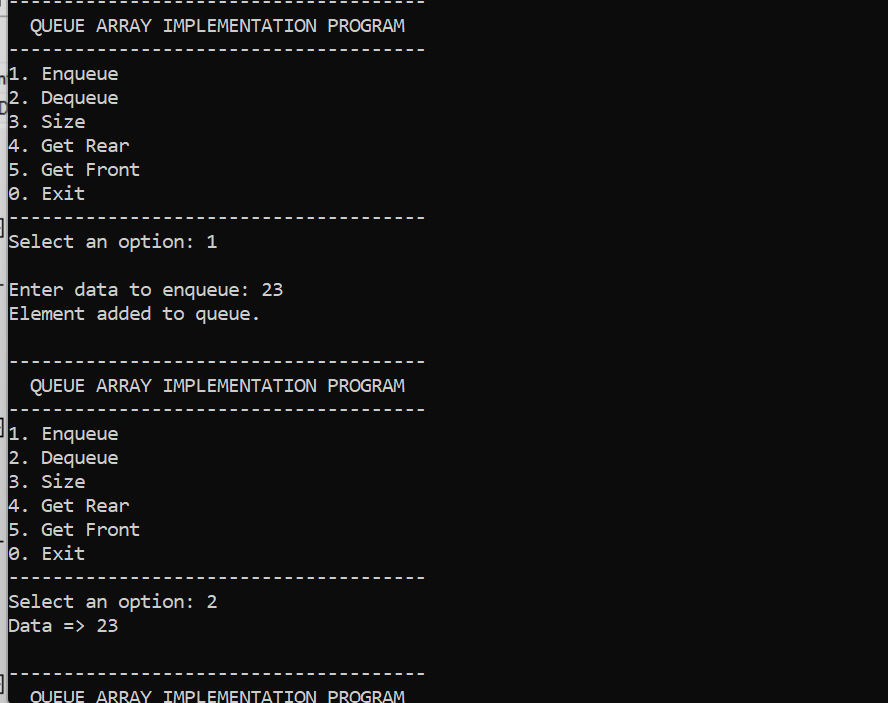 --------------------------------------
QUEUE ARRAY IMPLEMENTATION PROGRAM
--------------------------------------
1. Enqueue
2. Dequeue
3. Size
4. Get Rear
5. Get Front
0. Exit
--------------------------------------
Select an option: 1
Enter data to enqueue: 23
Element added to queue.
--------------------------------------
QUEUE ARRAY IMPLEMENTATION PROGRAM
--------------------------------------
1. Enqueue
2. Dequeue
3. Size
4. Get Rear
5. Get Front
0. Exit
--------------------------------------
Select an option: 2
Data => 23
--------------------------------------
QUEUE ARRAY IMPLEMENTATION PROGRAM